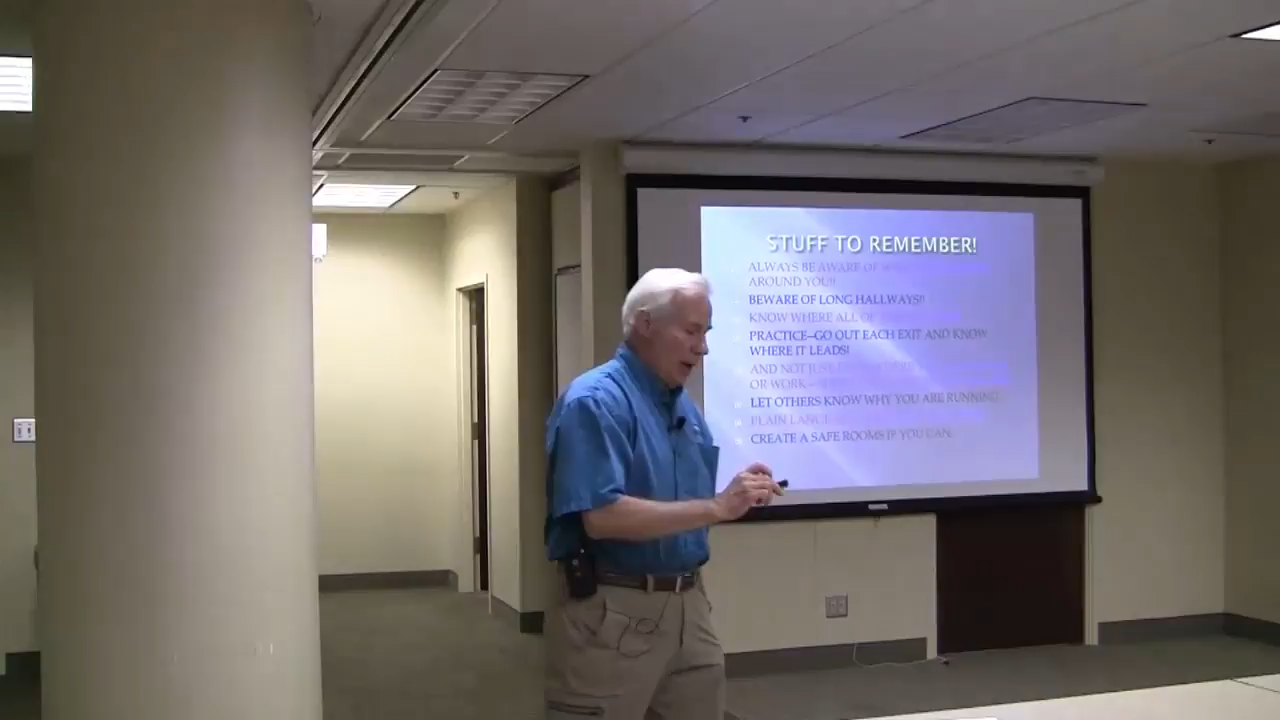 STUFF TO REMEMBER!
ALWAYS BE AWARE OF
AROUND YOU!!
BEWARE OF LONG HALLWAYS!!
KNOW WHERE ALL OF
PRACTICE--GO OUT EACH EXIT AND KNOW
WHERE IT LEADS!
AND NOT JUST
OR WORK--
LET OTHERS KNOW WHY YOU ARE RUNNING
PLAIN
CREATE A SAFE ROOMS IF YOU CAN.